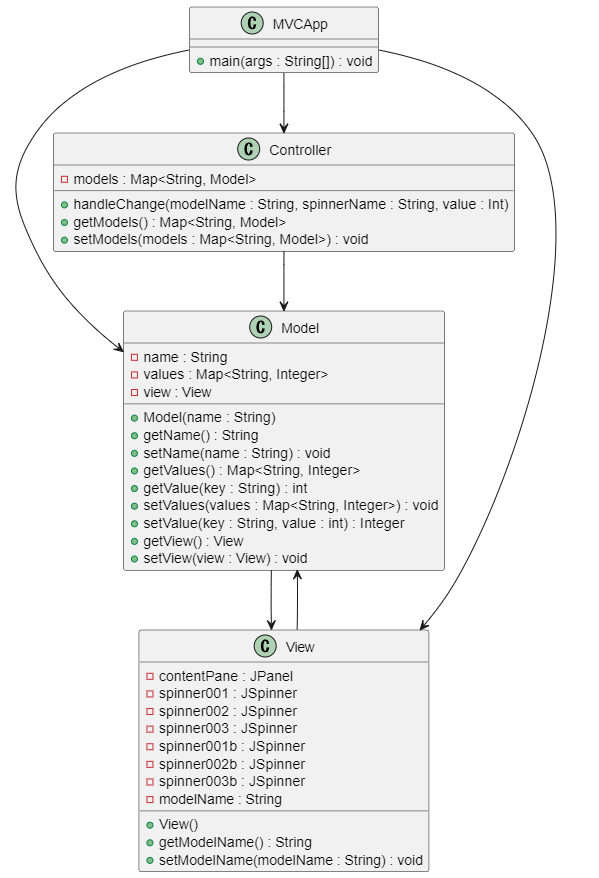 C MVCApp
main(args : String[]) : void
C Controller
models : Map<String, Model>
handleChange(modelName : String, spinnerName : String, value : Int)
getModels() : Map<String, Model>
setModels(models : Map<String, Model>) : void
C Model
name : String
values : Map<String, Integer>
view : View
Model(name : String)
getName() : String
setName(name : String) : void
getValues() : Map<String, Integer>
getValue(key : String) : int
setValues(values : Map<String, Integer>) : void
setValue(key : String, value : int) : Integer
getView() : View
setView(view : View) : void
C View
contentPane : JPanel
spinner001 : JSpinner
spinner002 : JSpinner
spinner003 : JSpinner
spinner001b : JSpinner
spinner002b : JSpinner
spinner003b : JSpinner
modelName : String
View()
getModelName() : String
setModelName(modelName : String) : void